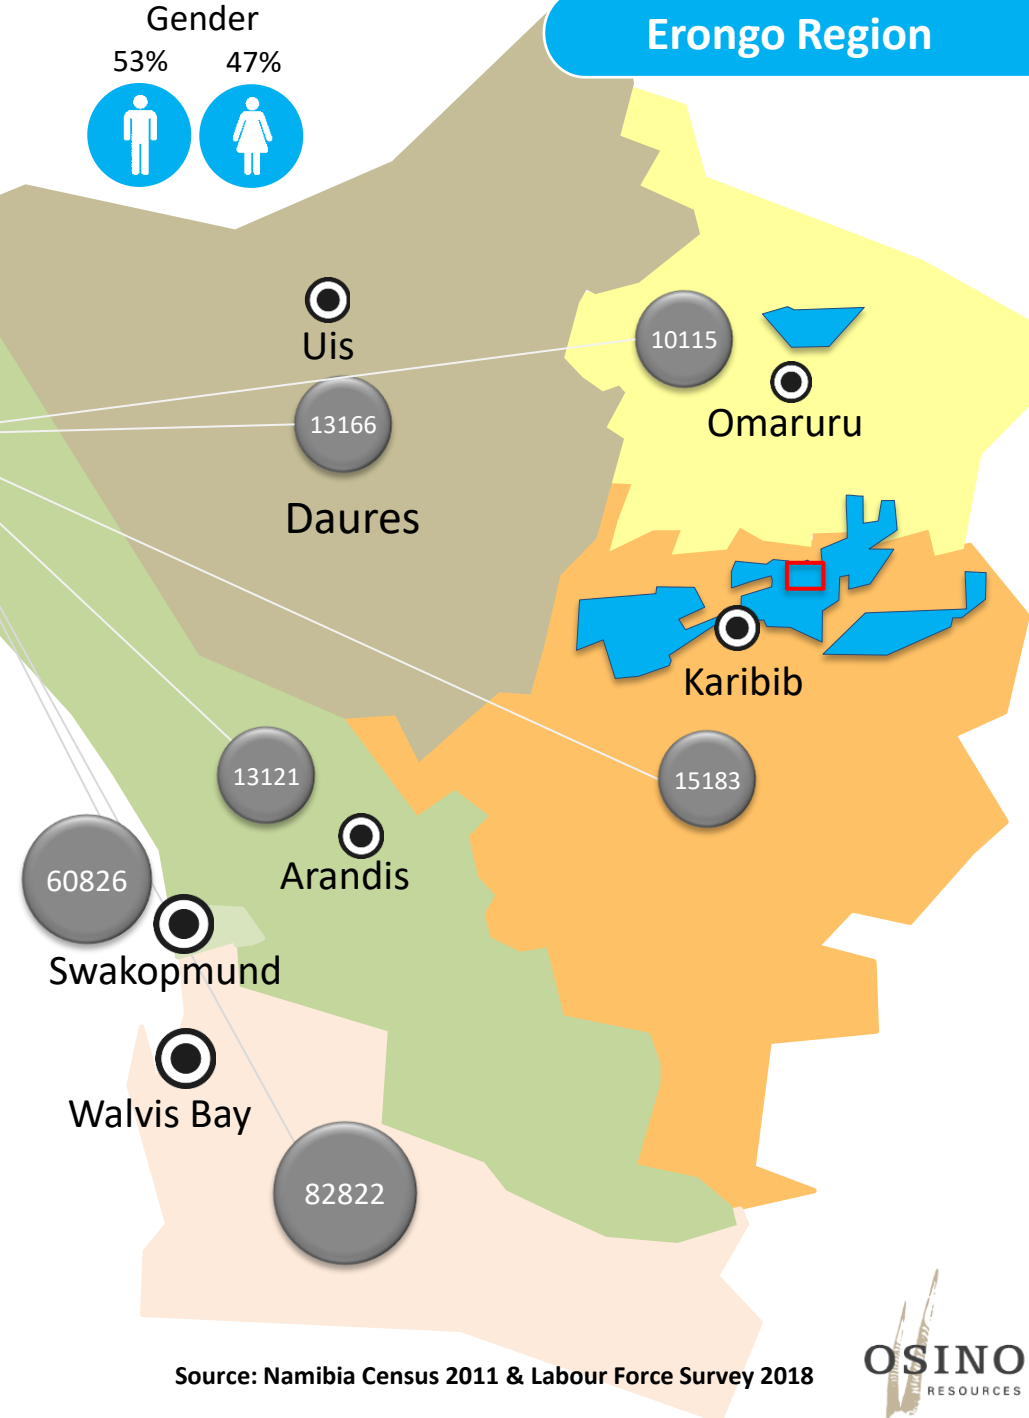 Gender
Erongo Region
53%
47%
Uis
10115
13166
Omaruru
Daures
Karibib
13121
15183
Arandis
60826
Swakopmund
Walvis Bay
82822
Source: Namibia Census 2011 & Labour Force Survey 2018
OSINO
RESOURCES